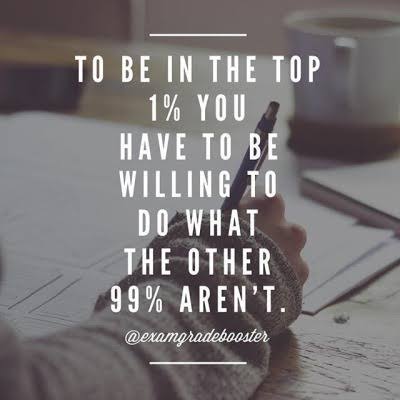 TO BE IN THE TOP
1% YOU
HAVE TO BE
WILLING TO
DO WHAT
THE OTHER
99% AREN'T.
@examgradebooster